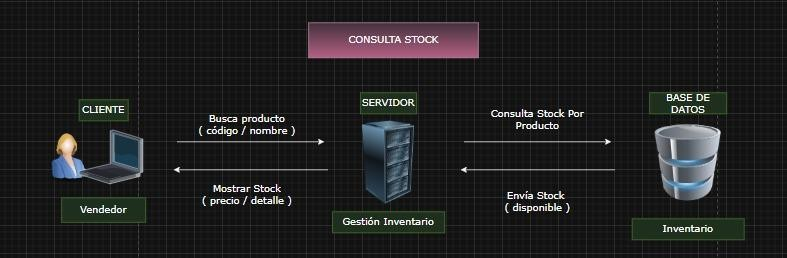 CONSULTA STOCK
CLIENTE
SERVIDOR
BASE DE
DATOS
Busca producto
( código / nombre )
Consulta Stock Por
Producto
Mostrar Stock
( precio / detalle )
Envía Stock
( disponible )
Vendedor
Gestión Inventario
Inventario